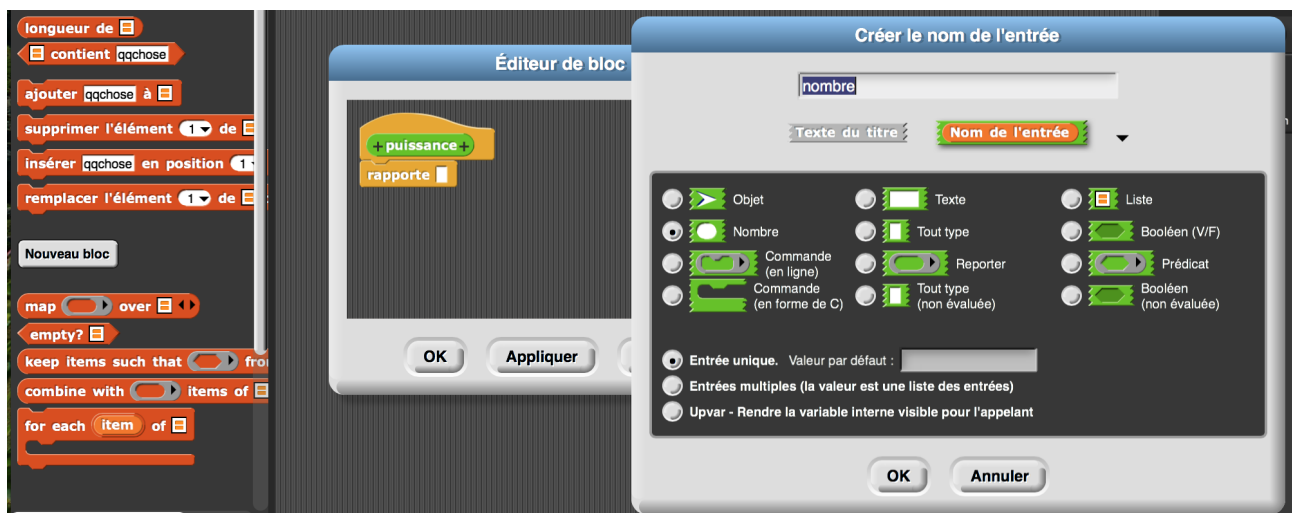 longueur de
contient qqchose
ajouter qqchose à
supprimer l'élément 1 de
insérer qqchose en position 1
remplacer l'élément 1 de
Nouveau bloc
map over
empty?
keep items such that
combine with items of
for each item of
Éditeur de bloc
+ puissance +
rapporte
OK
Appliquer
Créer le nom de l'entrée
nombre
Texte du titre
Nom de l'entrée
Objet
Texte
Liste
Nombre
Tout type
Booléen (V/F)
Commande
(en ligne)
Reporter
Prédicat
Commande
(en forme de C)
Tout type
(non évaluée)
Booléen
(non évaluée)
Entrée unique. Valeur par défaut :
Entrées multiples (la valeur est une liste des entrées)
Upvar - Rendre la variable interne visible pour l'appelant
OK
Annuler